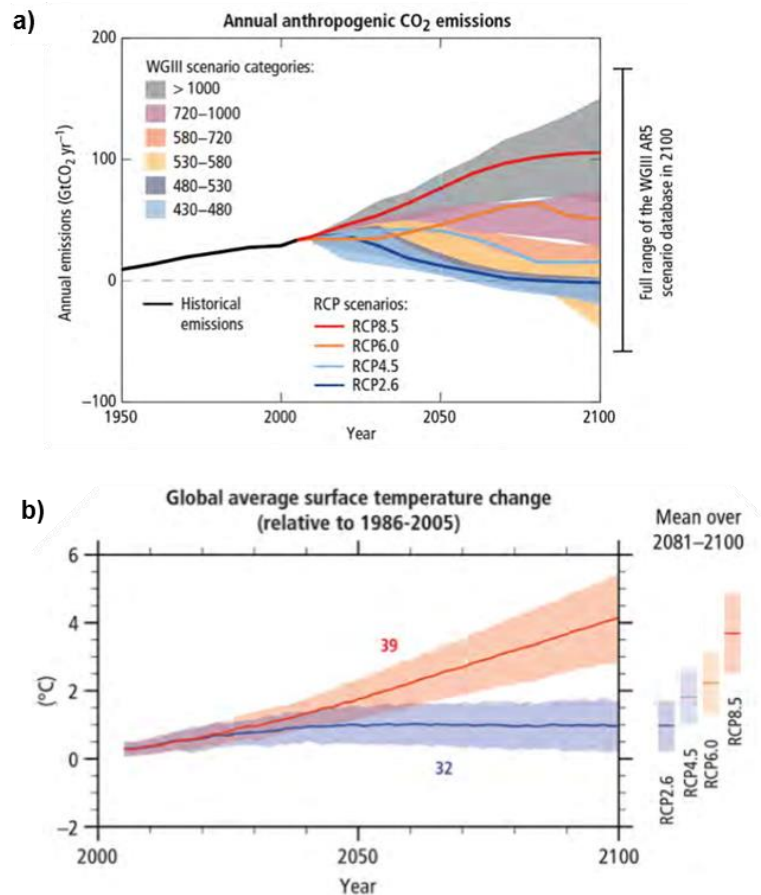 a)
Annual anthropogenic CO₂ emissions
200
100
0
−100
Annual emissions (GtCO₂ yr⁻¹)
WGIII scenario categories:
> 1000
720–1000
580–720
530–580
480–530
430–480
Historical
emissions
RCP scenarios:
RCP8.5
RCP6.0
RCP4.5
RCP2.6
Full range of the WGIII AR5
scenario database in 2100
1950
2000
2050
2100
Year
b)
Global average surface temperature change
(relative to 1986-2005)
Mean over
2081–2100
6
4
2
0
−2
(°C)
39
32
RCP2.6
RCP4.5
RCP6.0
RCP8.5
2000
2050
2100
Year